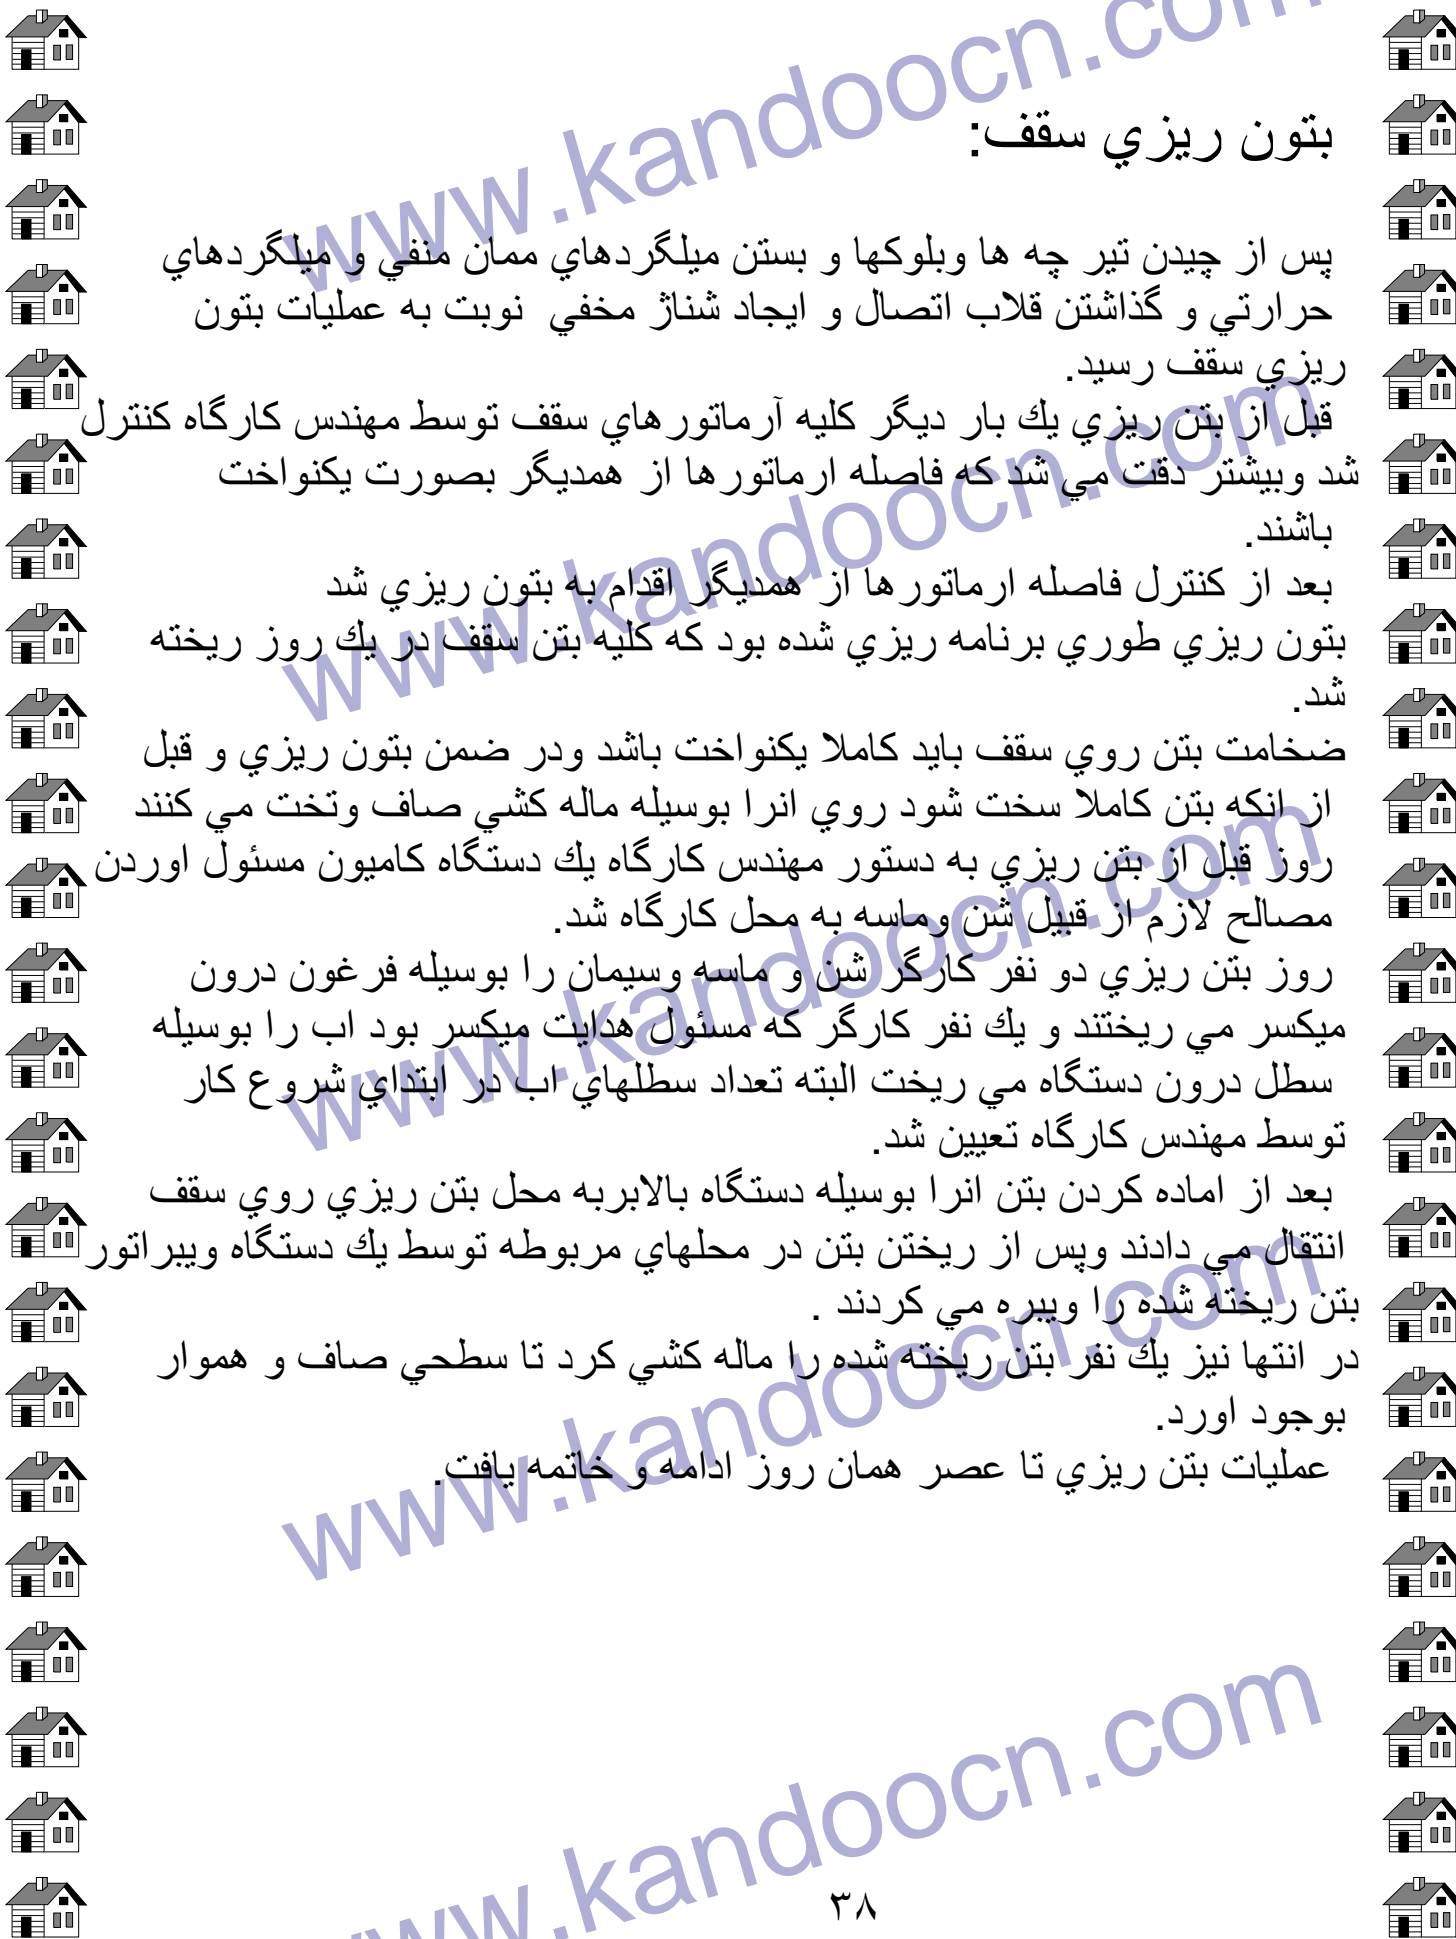 www.kandoocn.com
بتون ريزي سقف:
پس از چيدن تير چه ها وبلوكها و بستن ميلگردهاي ممان منفي و ميلگردهاي
حرارتي و گذاشتن قلاب اتصال و ايجاد شناژ مخفي نوبت به عمليات بتون
ريزي سقف رسيد.
قبل از بتن ريزي يك بار ديگر كليه آرماتورهاي سقف توسط مهندس كارگاه كنترل
شد وبيشتر دقت مي شد كه فاصله ارماتورها از همديگر بصورت يكنواخت
باشند.
www.kandoocn.com
بعد از كنترل فاصله ارماتورها از همديگر اقدام به بتون ريزي شد
بتون ريزي طوري برنامه ريزي شده بود كه كليه بتن سقف در يك روز ريخته
شد.
ضخامت بتن روي سقف بايد كاملا يكنواخت باشد ودر ضمن بتون ريزي و قبل
از انكه بتن كاملا سخت شود روي انرا بوسيله ماله كشي صاف وتخت مي كنند
روز قبل از بتن ريزي به دستور مهندس كارگاه يك دستگاه كاميون مسئول اوردن
مصالح لازم از قبيل شن وماسه به محل كارگاه شد.
www.kandoocn.com
روز بتن ريزي دو نفر كارگر شن و ماسه وسيمان را بوسيله فرغون درون
ميكسر مي ريختند و يك نفر كارگر كه مسئول هدايت ميكسر بود اب را بوسيله
سطل درون دستگاه مي ريخت البته تعداد سطلهاي اب در ابتداي شروع كار
توسط مهندس كارگاه تعيين شد.
بعد از اماده كردن بتن انرا بوسيله دستگاه بالابربه محل بتن ريزي روي سقف
انتقال مي دادند وپس از ريختن بتن در محلهاي مربوطه توسط يك دستگاه ويبراتور
بتن ريخته شده را ويبره مي كردند .
در انتها نيز يك نفر بتن ريخته شده را ماله كشي كرد تا سطحي صاف و هموار
بوجود اورد.
www.kandoocn.com
عمليات بتن ريزي تا عصر همان روز ادامه و خاتمه يافت.
www.kandoocn.com
۳۸